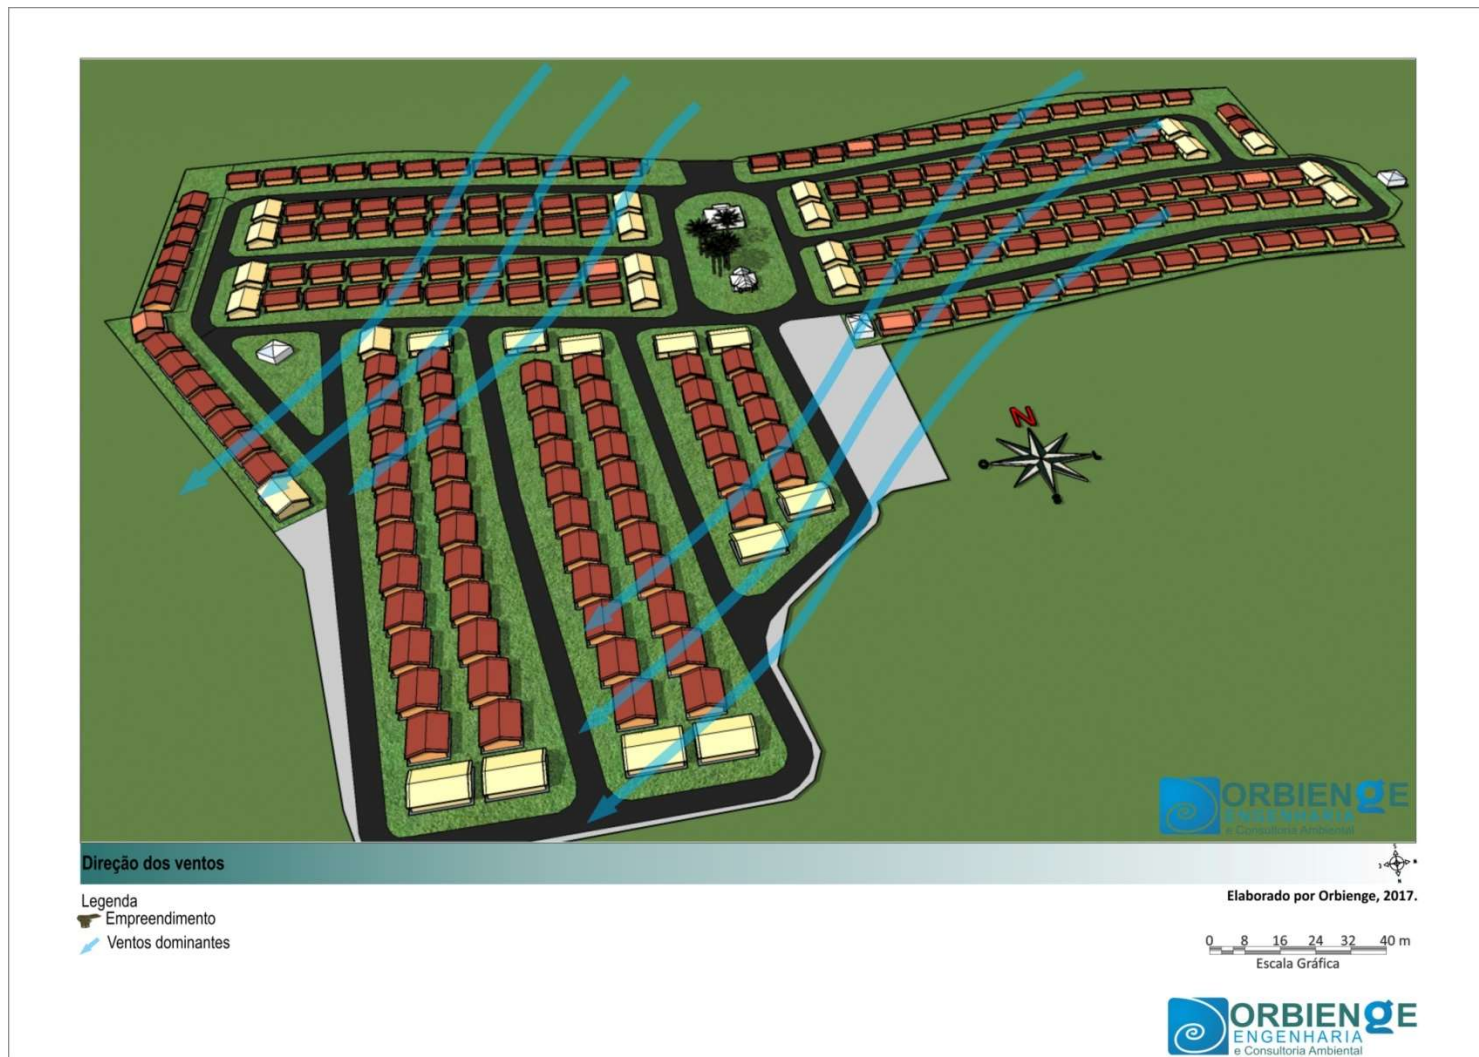 N
O
L
S
ORBIENgE
ENGENHARIA
e Consultoria Ambiental
Direção dos ventos
Legenda
Empreendimento
Ventos dominantes
Elaborado por Orbienge, 2017.
0 8 16 24 32 40 m
Escala Gráfica
ORBIENgE
ENGENHARIA
e Consultoria Ambiental